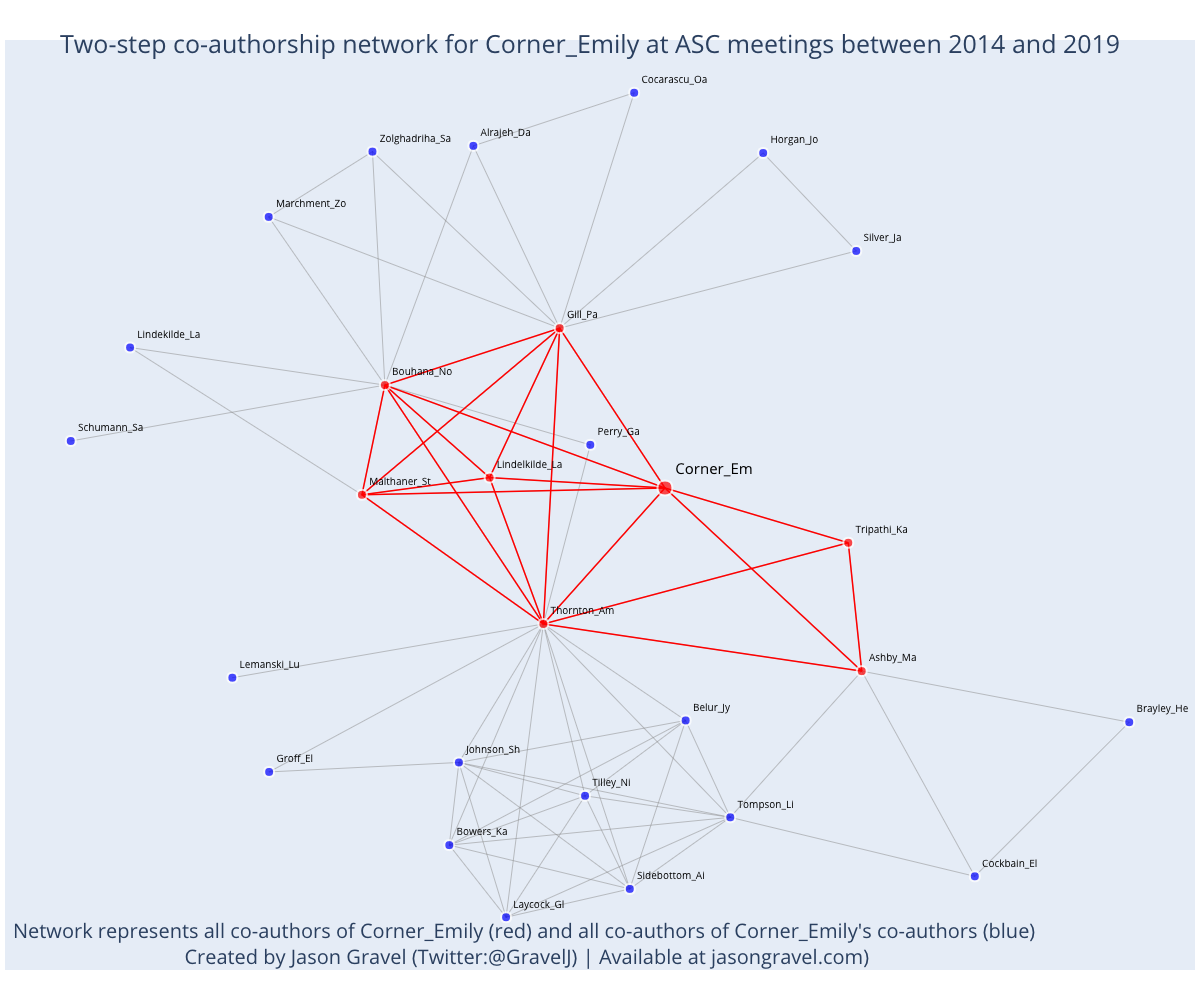 Two-step co-authorship network for Corner_Emily at ASC meetings between 2014 and 2019
Cocarascu_Oa
Alrajeh_Da
Zolghadriha_Sa
Horgan_Jo
Marchment_Zo
Silver_Ja
Gill_Pa
Lindekilde_La
Bouhana_No
Schumann_Sa
Perry_Ga
Lindelkilde_La
Corner_Em
Malthaner_St
Tripathi_Ka
Thornton_Am
Ashby_Ma
Lemanski_Lu
Belur_Jy
Brayley_He
Johnson_Sh
Groff_El
Tilley_Ni
Tompson_Li
Bowers_Ka
Cockbain_El
Sidebottom_Ai
Laycock_Gl
Network represents all co-authors of Corner_Emily (red) and all co-authors of Corner_Emily's co-authors (blue)
Created by Jason Gravel (Twitter:@GravelJ) | Available at jasongravel.com)